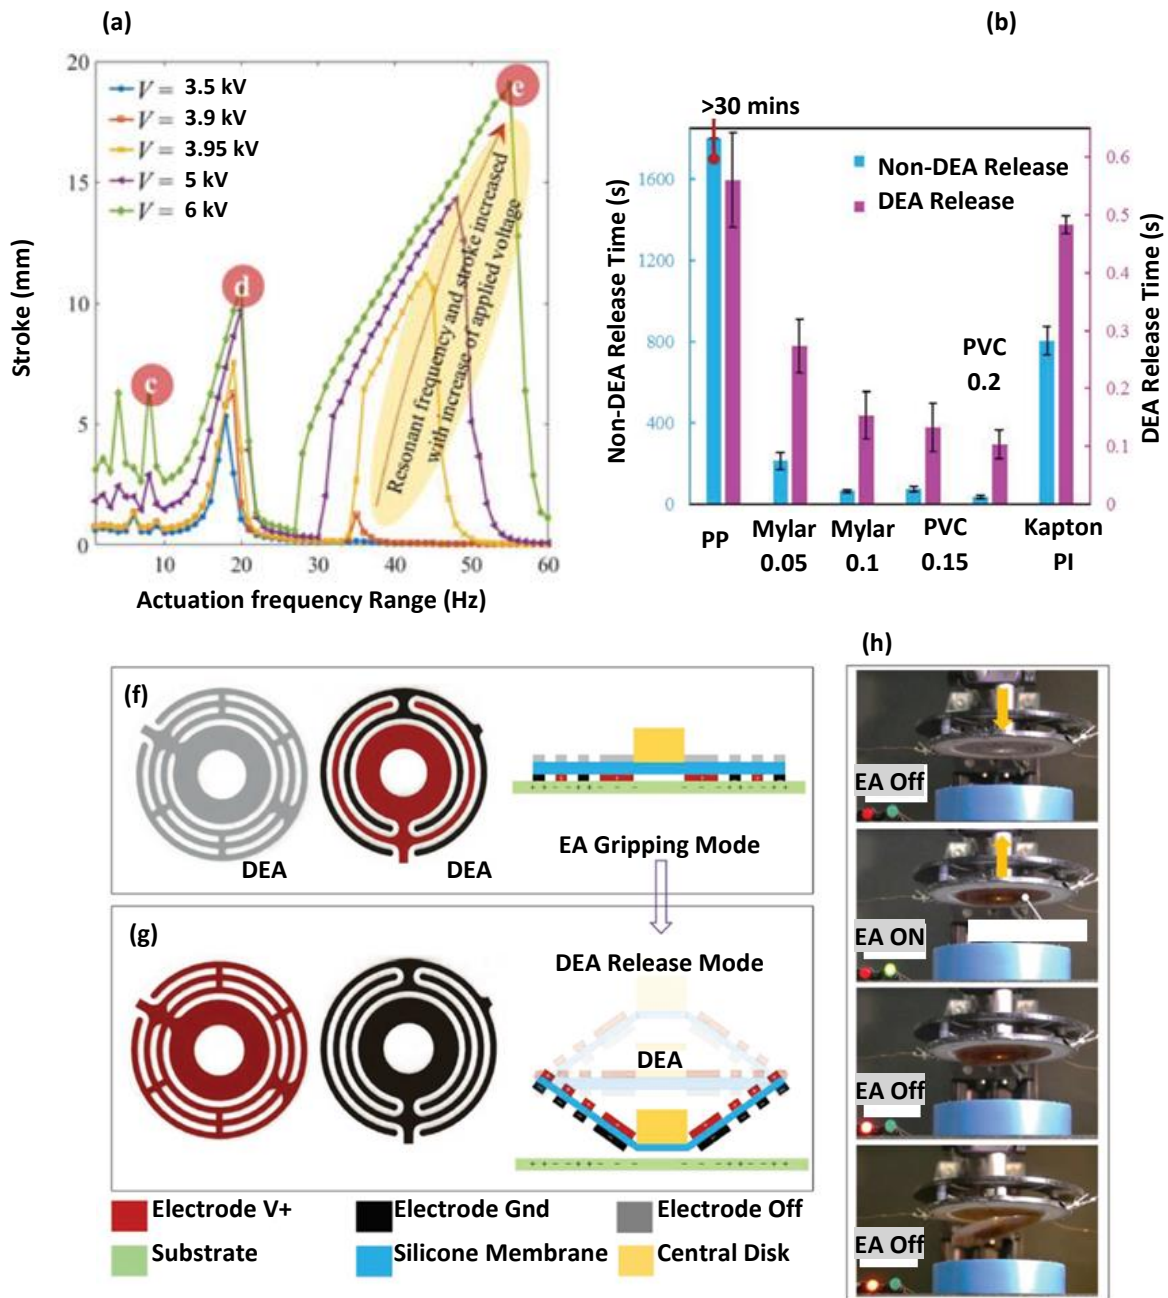 (a)
20
15
10
5
0
10
20
30
40
50
60
Stroke (mm)
Actuation frequency Range (Hz)
V = 3.5 kV
V = 3.9 kV
V = 3.95 kV
V = 5 kV
V = 6 kV
c
d
e
Resonant frequency and stroke increased
with increase of applied voltage
(b)
>30 mins
Non-DEA Release
DEA Release
Non-DEA Release Time (s)
1600
1200
800
400
0
DEA Release Time (s)
0.6
0.5
0.4
0.3
0.2
0.1
0
PP
Mylar
0.05
Mylar
0.1
PVC
0.15
PVC
0.2
Kapton
PI
(f)
DEA
DEA
EA Gripping Mode
(g)
DEA Release Mode
DEA
Electrode V+
Electrode Gnd
Electrode Off
Substrate
Silicone Membrane
Central Disk
(h)
EA Off
EA ON
EA Off
EA Off